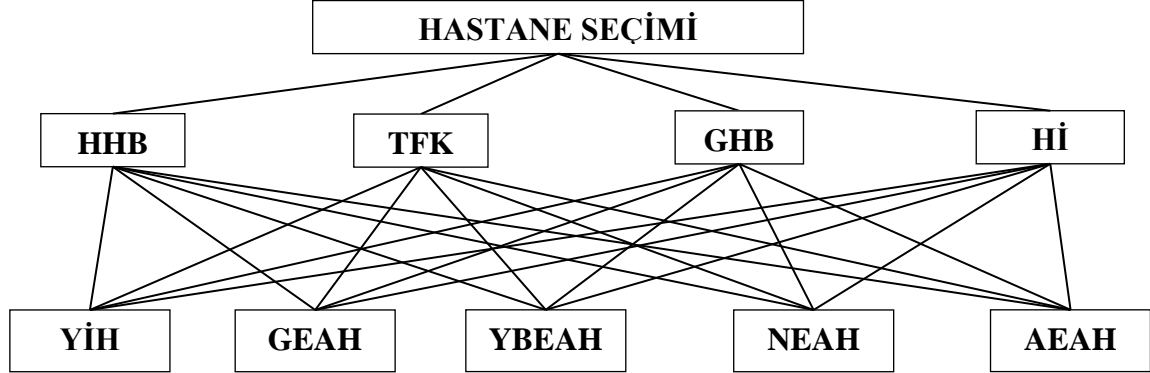 HASTANE SEÇİMİ
HHB TFK GHB Hİ
YİH GEAH YBEAH NEAH AEAH